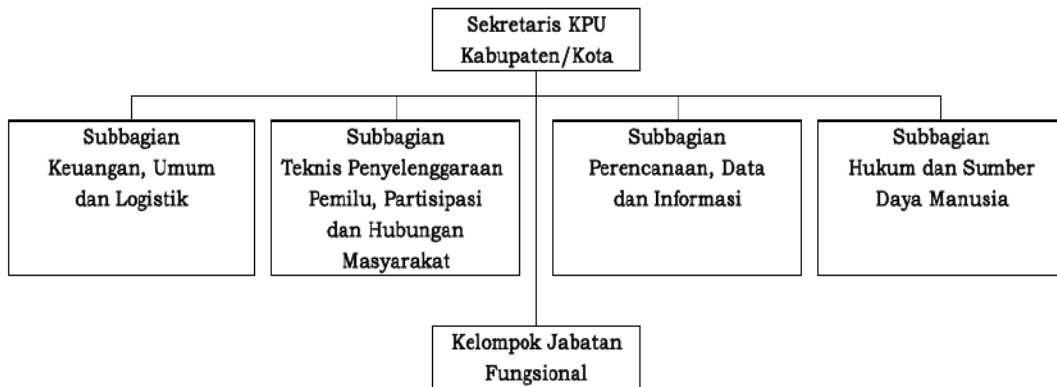 Sekretaris KPU
Kabupaten/Kota
Subbagian
Keuangan, Umum
dan Logistik
Subbagian
Teknis Penyelenggaraan
Pemilu, Partisipasi
dan Hubungan
Masyarakat
Subbagian
Perencanaan, Data
dan Informasi
Subbagian
Hukum dan Sumber
Daya Manusia
Kelompok Jabatan
Fungsional